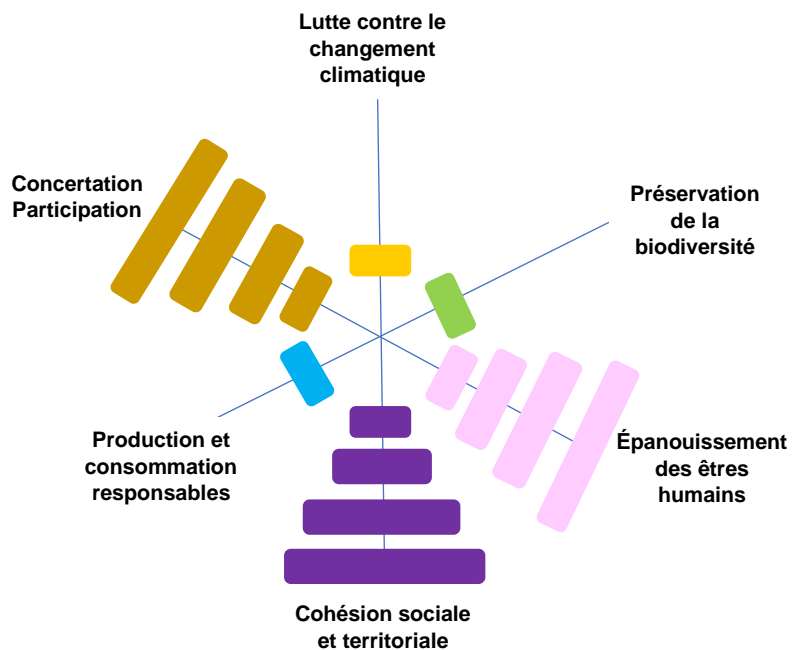 Lutte contre le
changement
climatique
Concertation
Participation
Préservation
de la
biodiversité
Production et
consommation
responsables
Épanouissement
des êtres
humains
Cohésion sociale
et territoriale